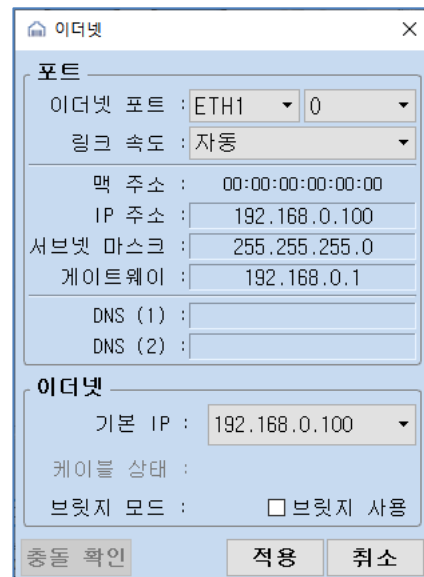 이더넷
포트
이더넷 포트 : ETH1 0
링크 속도 : 자동
맥 주소 : 00:00:00:00:00:00
IP 주소 : 192.168.0.100
서브넷 마스크 : 255.255.255.0
게이트웨이 : 192.168.0.1
DNS (1) :
DNS (2) :
이더넷
기본 IP : 192.168.0.100
케이블 상태 :
브릿지 모드 : 브릿지 사용
충돌 확인 적용 취소